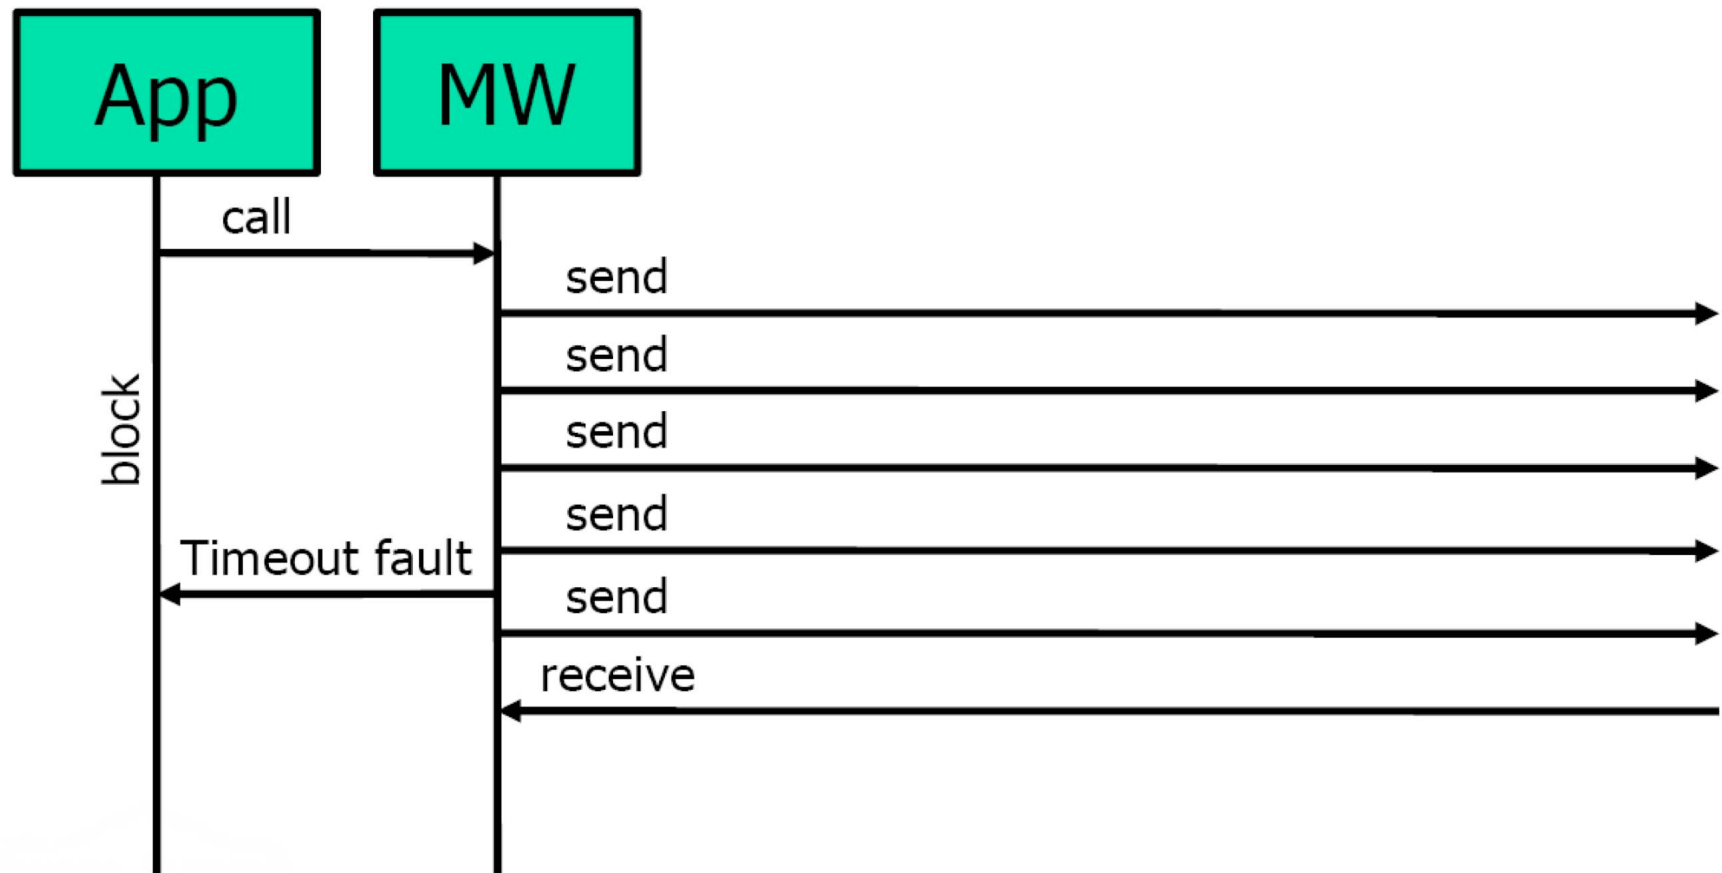 App
MW
call
send
send
block
send
send
Timeout fault
send
receive